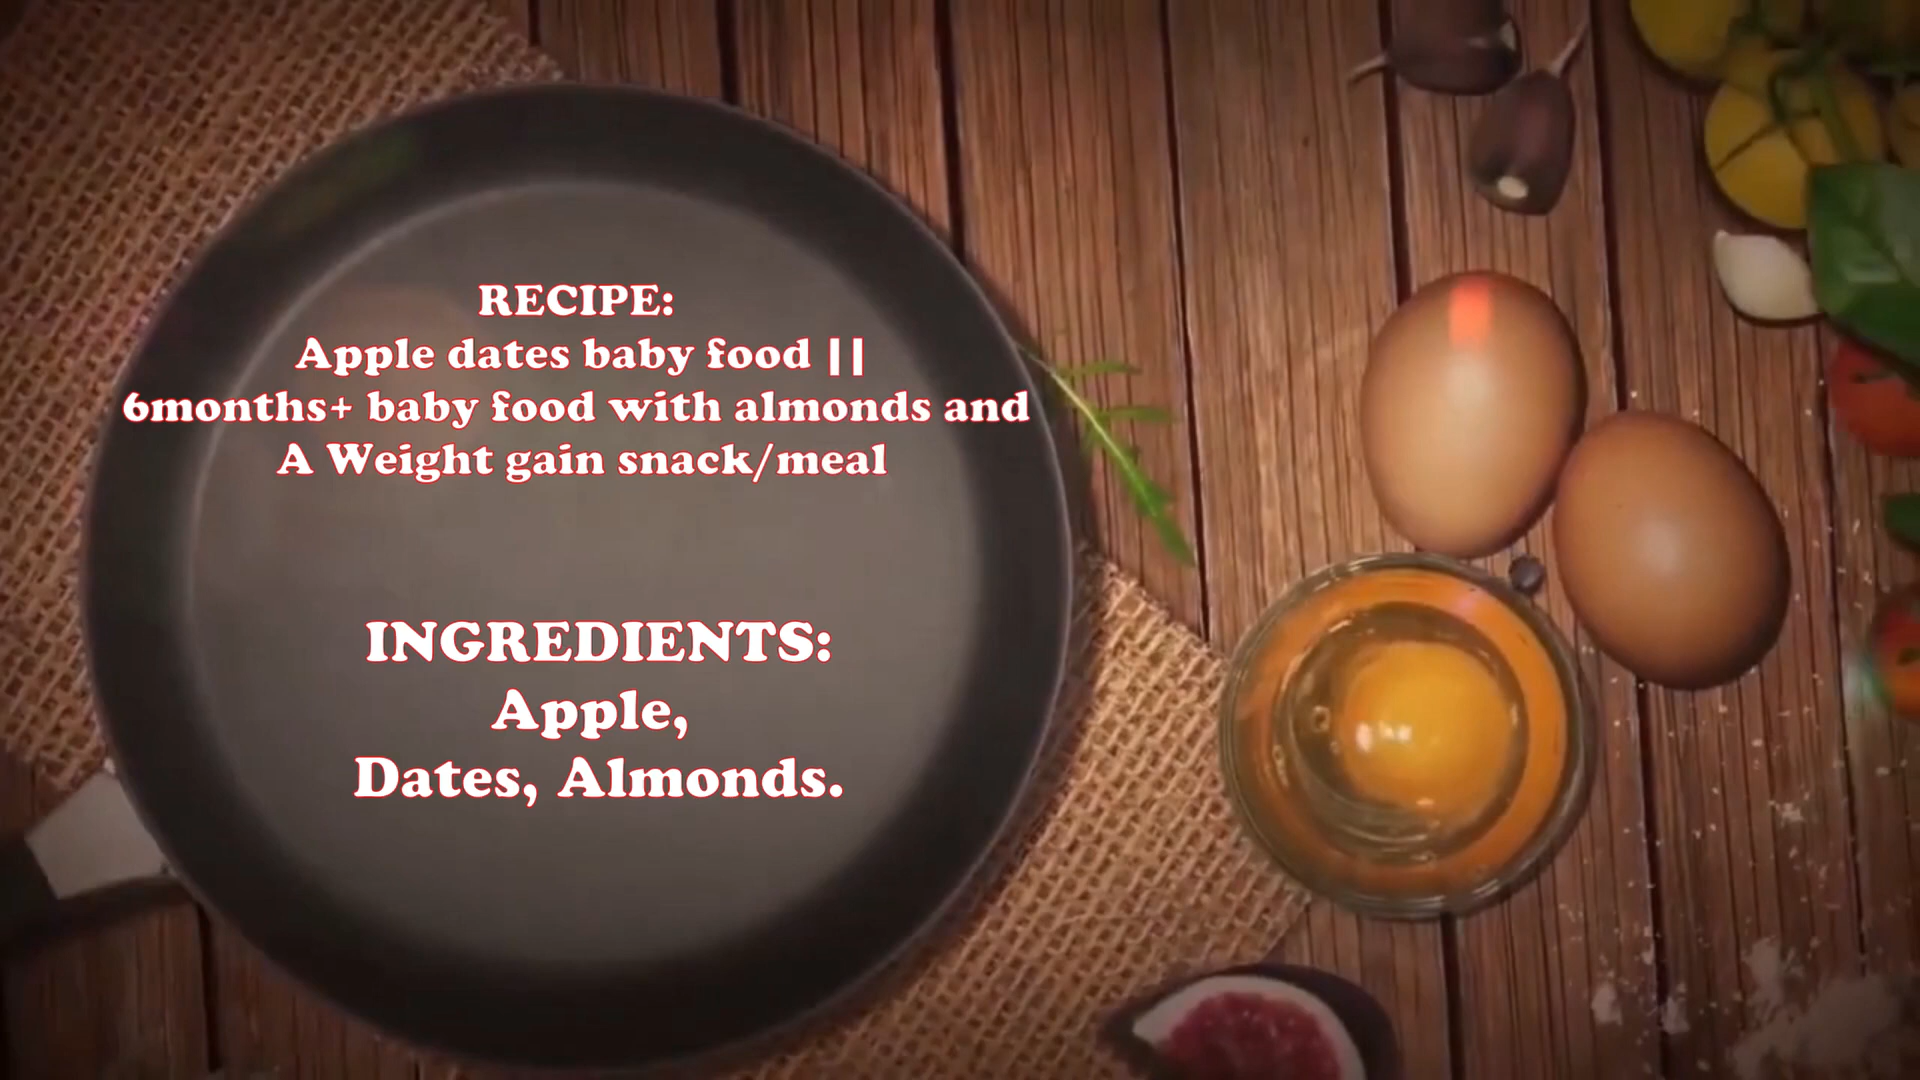 RECIPE:
Apple dates baby food ||
6months+ baby food with almonds and
A Weight gain snack/meal
INGREDIENTS:
Apple,
Dates, Almonds.